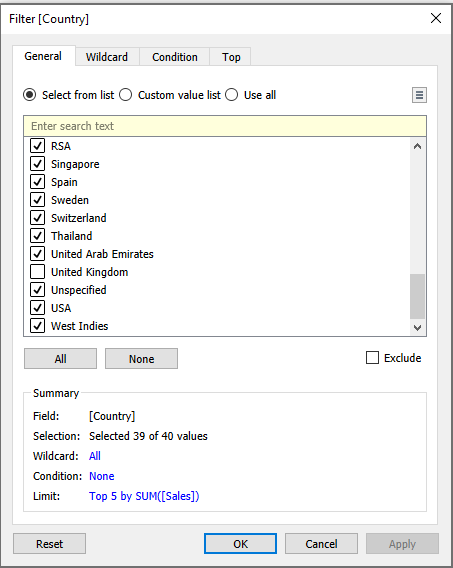 Filter [Country]
General Wildcard Condition Top
Select from list Custom value list Use all
Enter search text
RSA
Singapore
Spain
Sweden
Switzerland
Thailand
United Arab Emirates
United Kingdom
Unspecified
USA
West Indies
All None Exclude
Summary
Field: [Country]
Selection: Selected 39 of 40 values
Wildcard: All
Condition: None
Limit: Top 5 by SUM([Sales])
Reset OK Cancel Apply